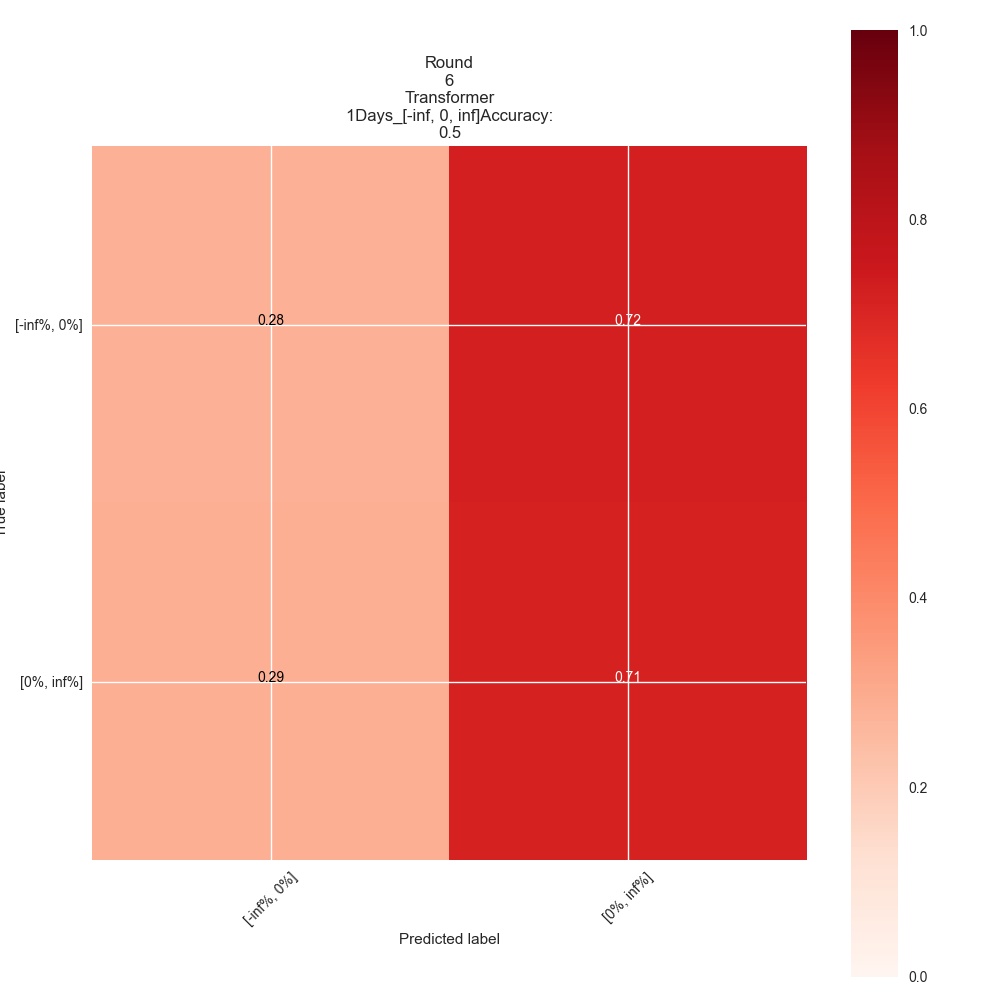 Round
6
Transformer
1Days_[-inf, 0, inf]Accuracy:
0.5
1.0
0.8
0.6
0.4
0.2
0.0
[-inf%, 0%]
0.28
0.72
[0%, inf%]
0.29
0.71
True label
[-inf%, 0%]
[0%, inf%]
Predicted label